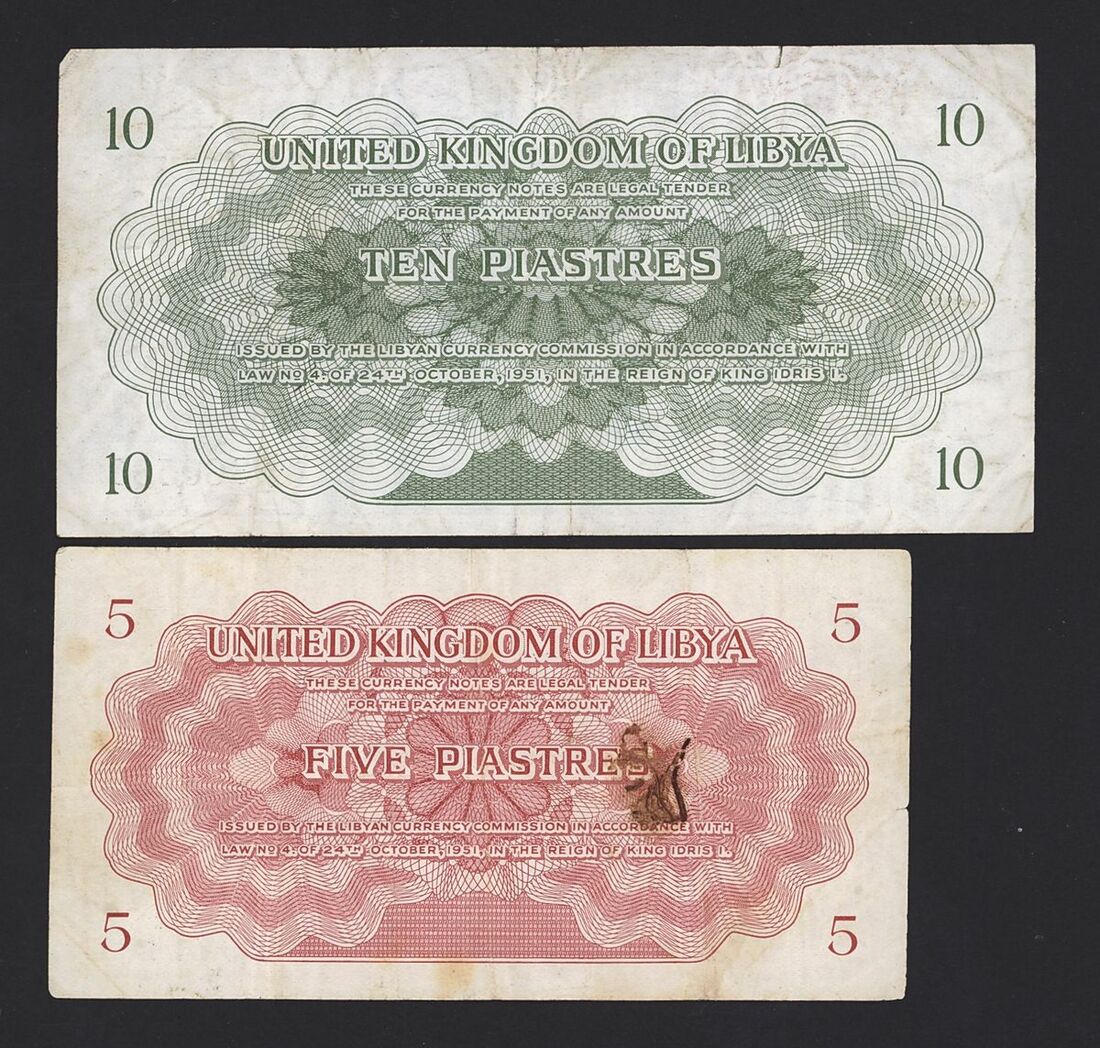 10 10
UNITED KINGDOM OF LIBYA
THESE CURRENCY NOTES ARE LEGAL TENDER
FOR THE PAYMENT OF ANY AMOUNT
TEN PIASTRES
ISSUED BY THE LIBYAN CURRENCY COMMISSION IN ACCORDANCE WITH
LAW Nº 4. OF 24TH OCTOBER, 1951, IN THE REIGN OF KING IDRIS I.
10 10
5 5
UNITED KINGDOM OF LIBYA
THESE CURRENCY NOTES ARE LEGAL TENDER
FOR THE PAYMENT OF ANY AMOUNT
FIVE PIASTRES
ISSUED BY THE LIBYAN CURRENCY COMMISSION IN ACCORDANCE WITH
LAW Nº 4. OF 24TH OCTOBER, 1951, IN THE REIGN OF KING IDRIS I.
5 5